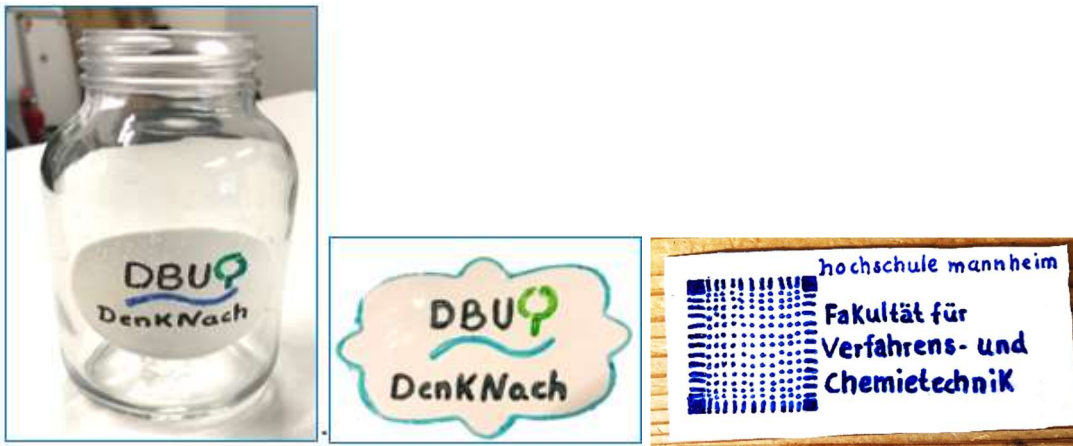 DBU
DenKNach
DBU
DenKNach
hochschule mannheim
Fakultät für
Verfahrens- und
ChemietechniK